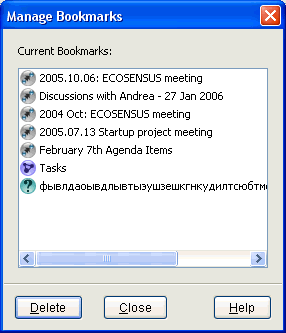 Manage Bookmarks
Current Bookmarks:
2005.10.06: ECOSENSUS meeting
Discussions with Andrea - 27 Jan 2006
2004 Oct: ECOSENSUS meeting
2005.07.13 Startup project meeting
February 7th Agenda Items
Tasks
фывлдаоывдлывтызушзешкгнкудилтсюбтмо
Delete Close Help